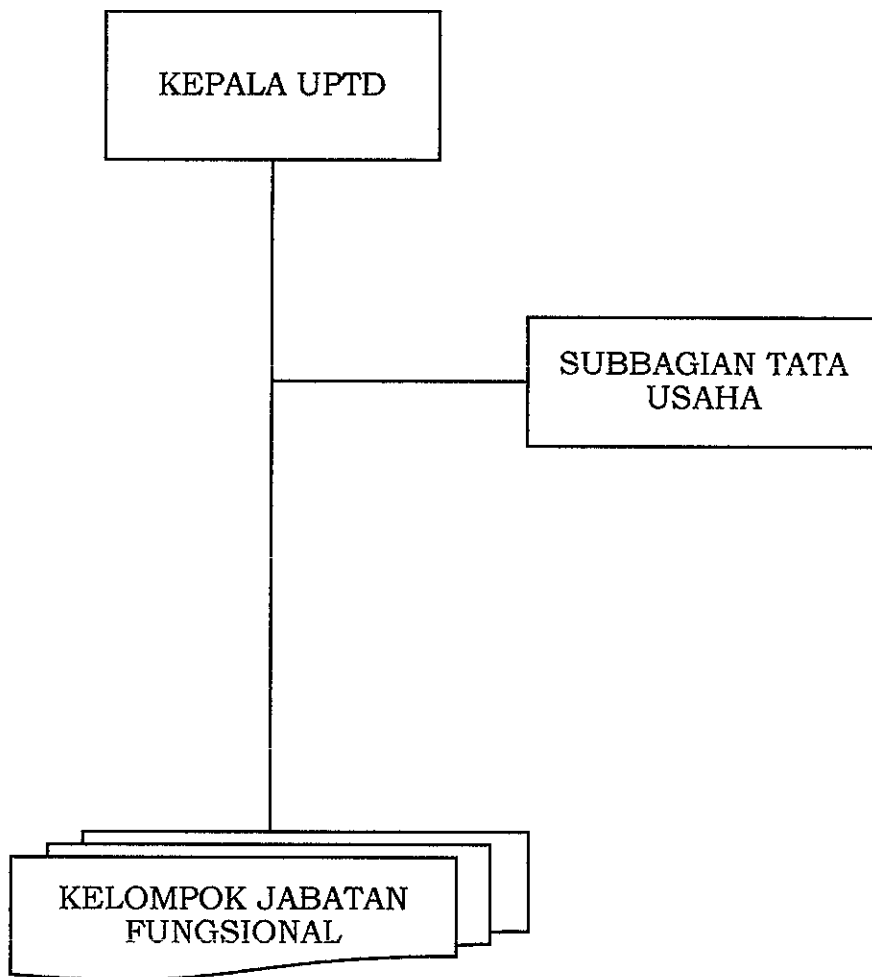 KEPALA UPTD
SUBBAGIAN TATA
USAHA
KELOMPOK JABATAN
FUNGSIONAL